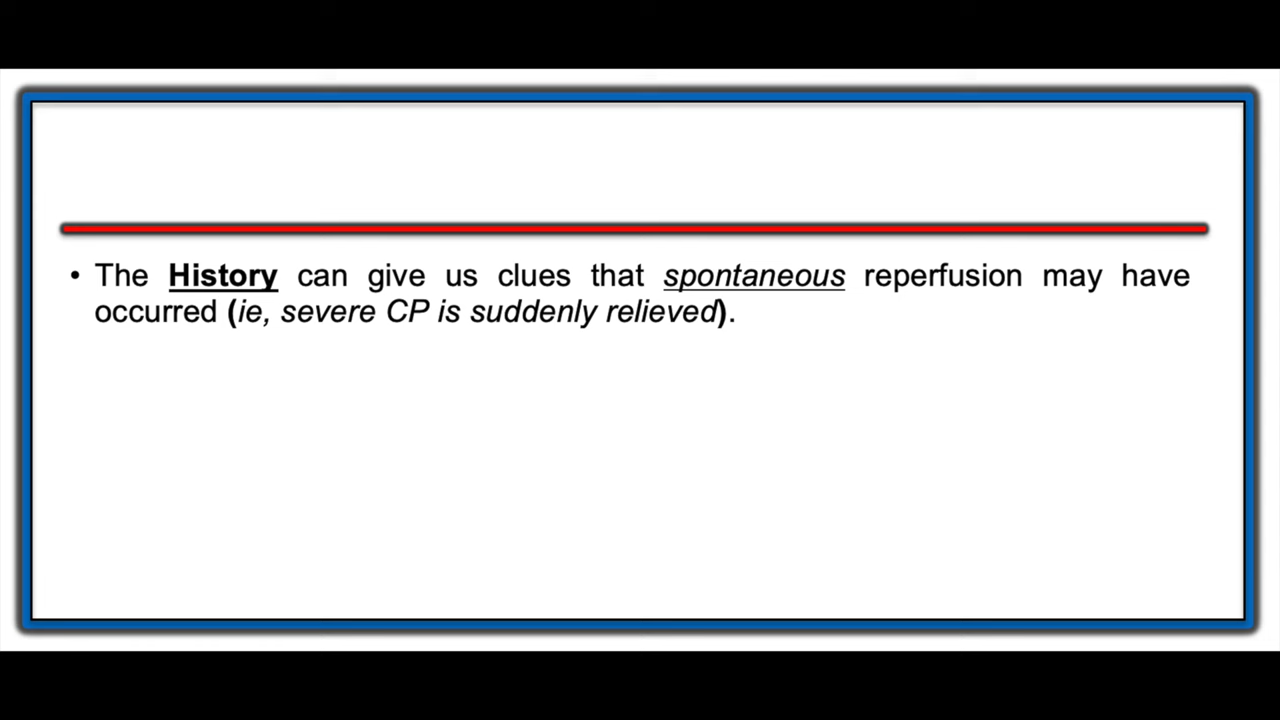 • The History can give us clues that spontaneous reperfusion may have
occurred (ie, severe CP is suddenly relieved).